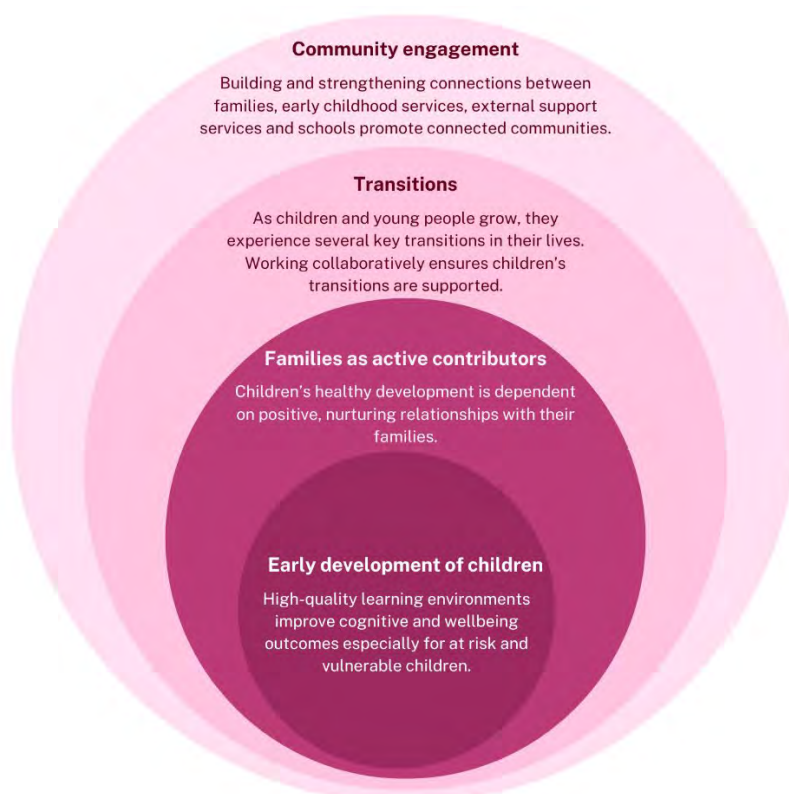 Community engagement
Building and strengthening connections between
families, early childhood services, external support
services and schools promote connected communities.
Transitions
As children and young people grow, they
experience several key transitions in their lives.
Working collaboratively ensures children’s
transitions are supported.
Families as active contributors
Children’s healthy development is dependent
on positive, nurturing relationships with their
families.
Early development of children
High-quality learning environments
improve cognitive and wellbeing
outcomes especially for at risk and
vulnerable children.